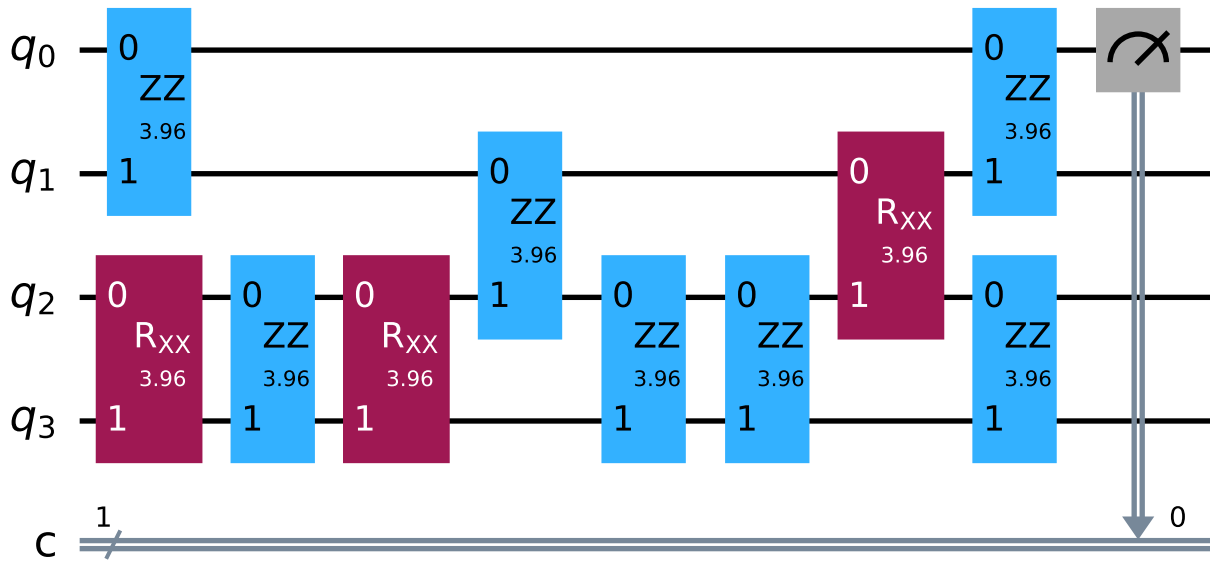 q0 0 ZZ 3.96 1 0 ZZ 3.96 1
q1 0 ZZ 3.96 1 0 RXX 3.96 1
q2 0 RXX 3.96 1 0 ZZ 3.96 1 0 RXX 3.96 1 0 ZZ 3.96 1 0 ZZ 3.96 1 0 ZZ 3.96 1
q3
c 1 0